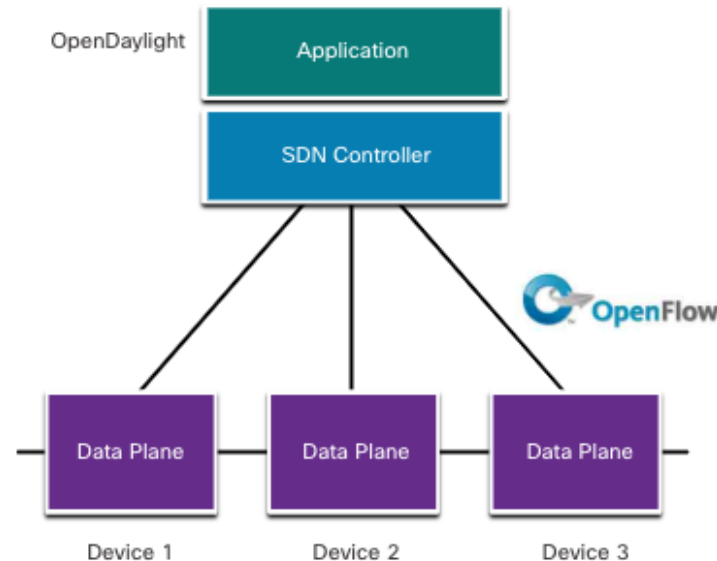 OpenDaylight
Application
SDN Controller
OpenFlow
Data Plane
Data Plane
Data Plane
Device 1
Device 2
Device 3